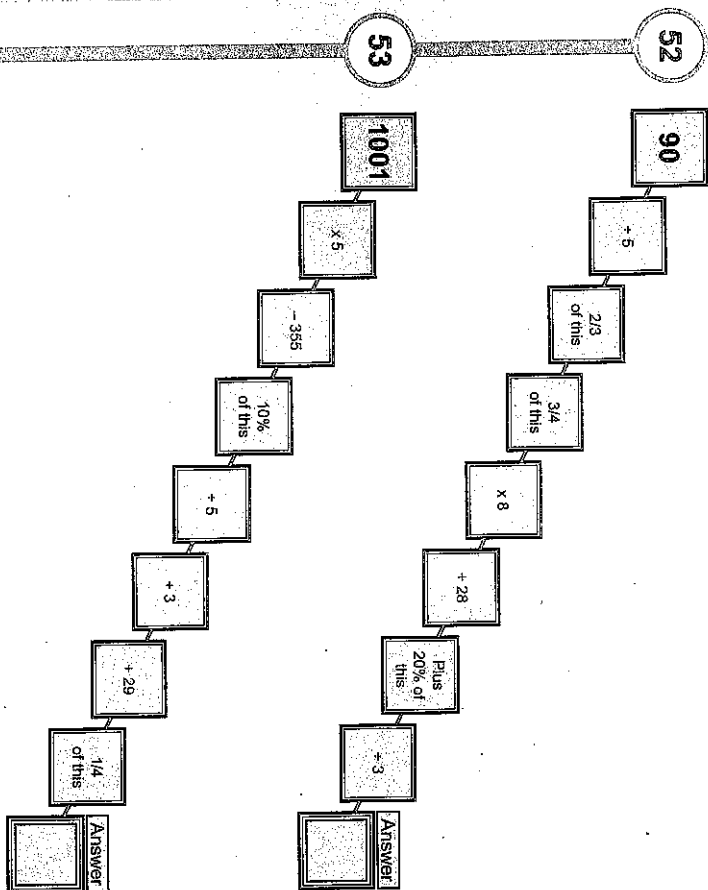 52
90
÷ 5
2/3
of this
3/4
of this
x 8
+ 28
Plus
20% of
this
÷ 3
Answer
53
1001
x 5
– 355
10%
of this
÷ 5
÷ 3
+ 29
1/4
of this
Answer